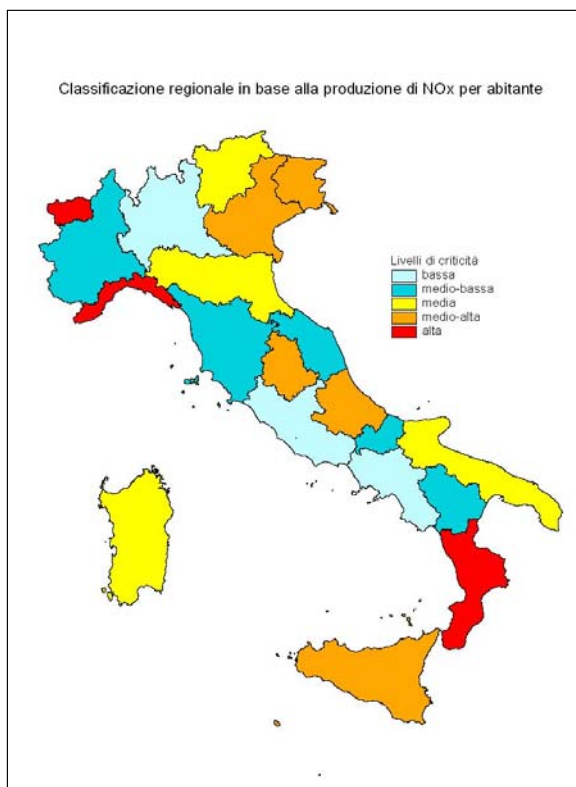 Classificazione regionale in base alla produzione di NOx per abitante
Livelli di criticità
bassa
medio-bassa
media
medio-alta
alta